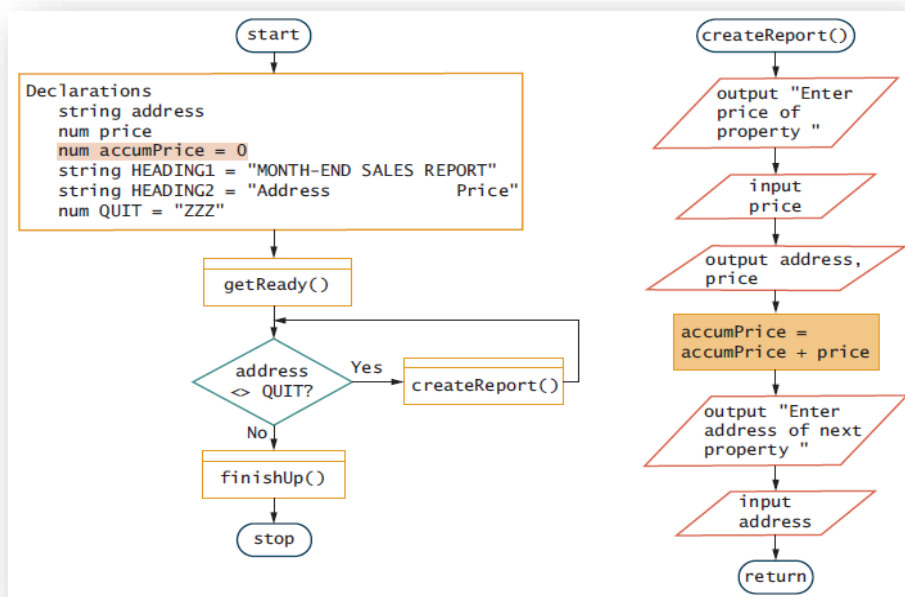 start
Declarations
string address
num price
num accumPrice = 0
string HEADING1 = "MONTH-END SALES REPORT"
string HEADING2 = "Address Price"
num QUIT = "ZZZ"
getReady()
address
<> QUIT?
Yes
createReport()
No
finishUp()
stop
createReport()
output "Enter
price of
property "
input
price
output address,
price
accumPrice =
accumPrice + price
output "Enter
address of next
property "
input
address
return